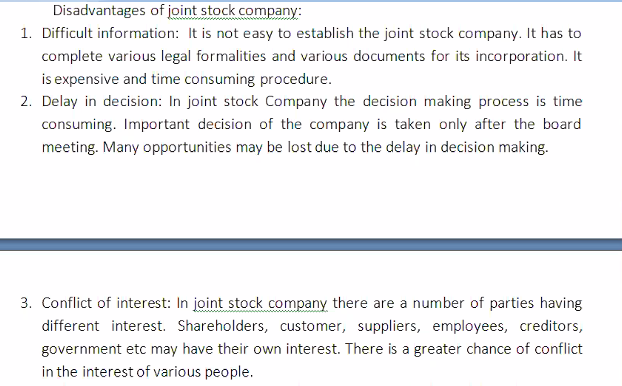 Disadvantages of joint stock company:
1. Difficult information: It is not easy to establish the joint stock company. It has to
complete various legal formalities and various documents for its incorporation. It
is expensive and time consuming procedure.
2. Delay in decision: In joint stock Company the decision making process is time
consuming. Important decision of the company is taken only after the board
meeting. Many opportunities may be lost due to the delay in decision making.
3. Conflict of interest: In joint stock company there are a number of parties having
different interest. Shareholders, customer, suppliers, employees, creditors,
government etc may have their own interest. There is a greater chance of conflict
in the interest of various people.